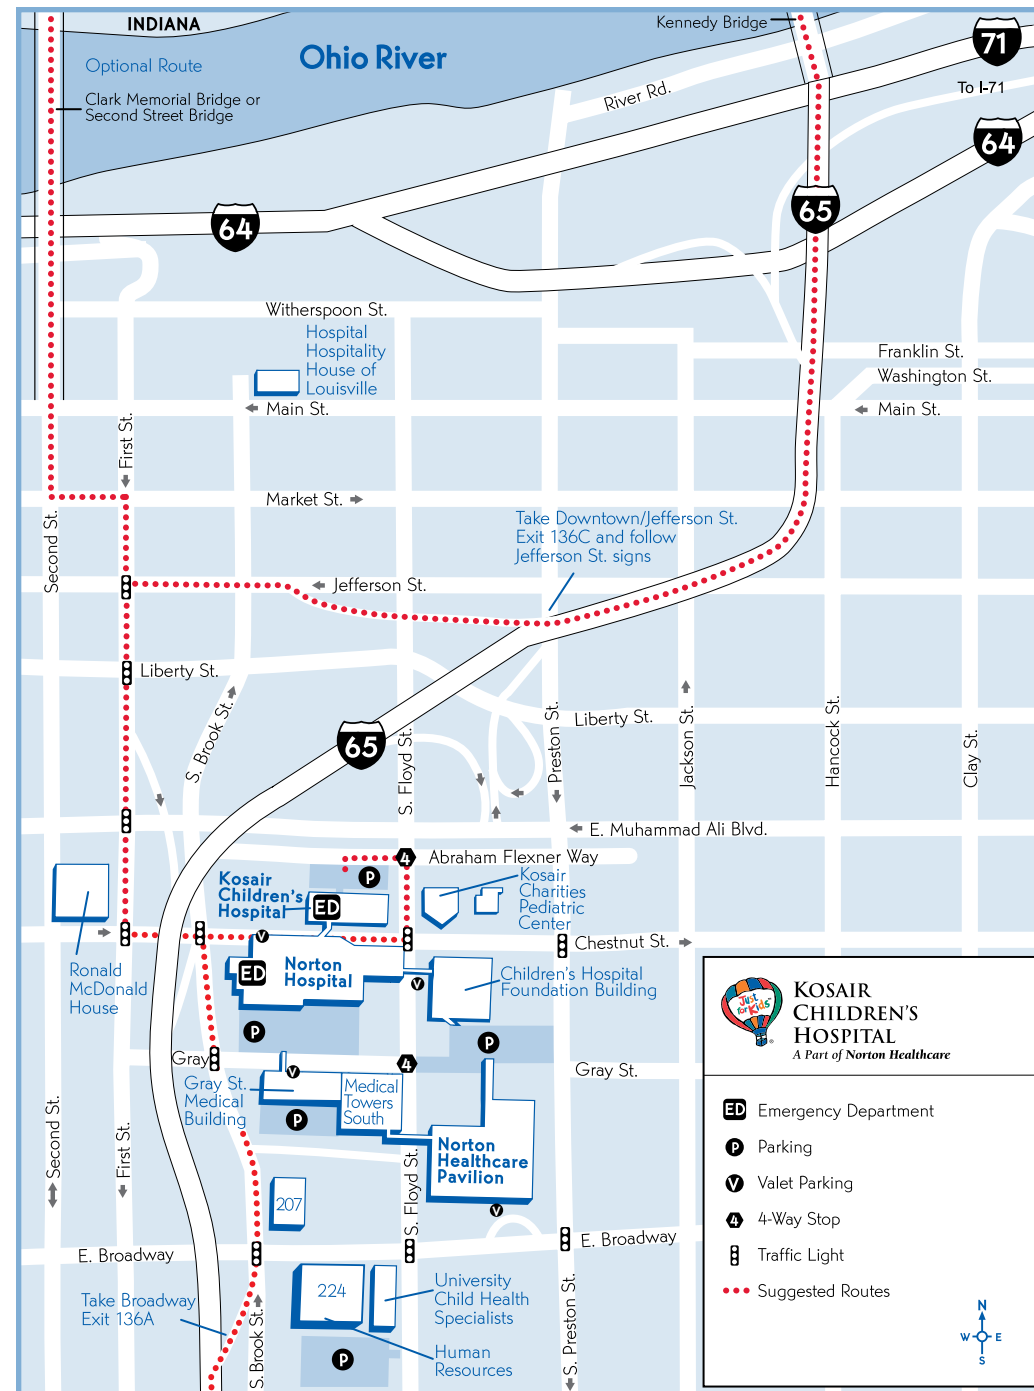 INDIANA
Kennedy Bridge
Ohio River
71
Optional Route
To I-71
Clark Memorial Bridge or
Second Street Bridge
River Rd.
64
65
64
Witherspoon St.
Hospital
Hospitality
House of
Louisville
Franklin St.
Washington St.
Main St.
Main St.
First St.
Market St.
Second St.
Take Downtown/Jefferson St.
Exit 136C and follow
Jefferson St. signs
Jefferson St.
Liberty St.
S. Brook St.
Liberty St.
65
S. Floyd St.
Preston St.
Jackson St.
Hancock St.
Clay St.
E. Muhammad Ali Blvd.
4
Abraham Flexner Way
P
Kosair
Children's
Hospital
ED
Kosair
Charities
Pediatric
Center
V
Chestnut St.
Ronald
McDonald
House
ED
Norton
Hospital
V
Children's Hospital
Foundation Building
P
P
Gray
4
Gray St.
V
Gray St.
Medical
Building
Medical
Towers
South
P
Norton
Healthcare
Pavilion
Second St.
First St.
S. Floyd St.
207
V
E. Broadway
E. Broadway
Take Broadway
Exit 136A
S. Brook St.
224
University
Child Health
Specialists
S. Preston St.
Human
Resources
P
Just
for Kids
®
KOSAIR
CHILDREN'S
HOSPITAL
A Part of Norton Healthcare
ED Emergency Department
P Parking
V Valet Parking
4 4-Way Stop
Traffic Light
Suggested Routes
N
W E
S